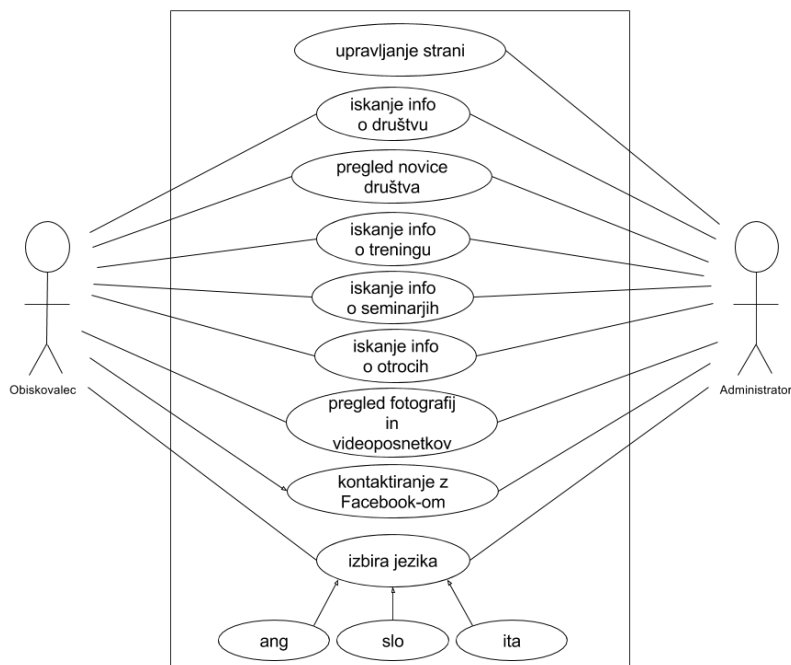 upravljanje strani
iskanje info
o društvu
pregled novice
društva
iskanje info
o treningu
iskanje info
o seminarjih
iskanje info
o otrocih
pregled fotografij
in
videoposnetkov
kontaktiranje z
Facebook-om
izbira jezika
ang
slo
ita
Obiskovalec
Administrator